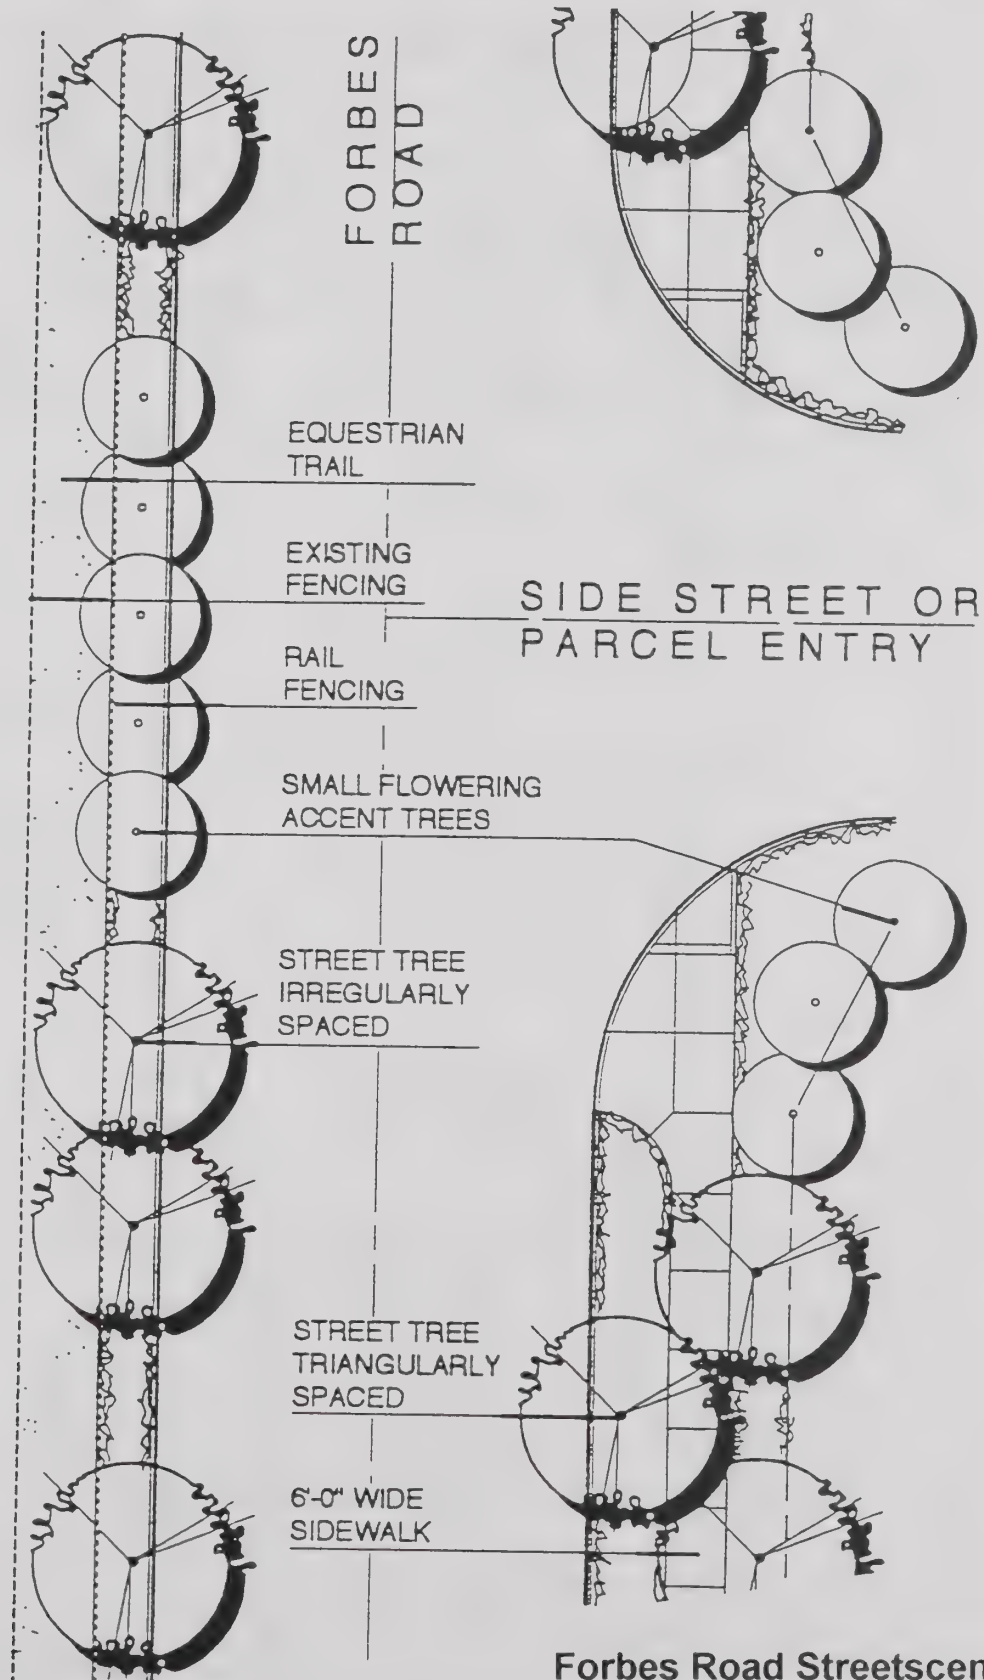 FORBES
ROAD
EQUESTRIAN
TRAIL
EXISTING
FENCING
SIDE STREET OR
PARCEL ENTRY
RAIL
FENCING
SMALL FLOWERING
ACCENT TREES
STREET TREE
IRREGULARLY
SPACED
STREET TREE
TRIANGULARLY
SPACED
6'-0" WIDE
SIDEWALK
Forbes Road Streetscen